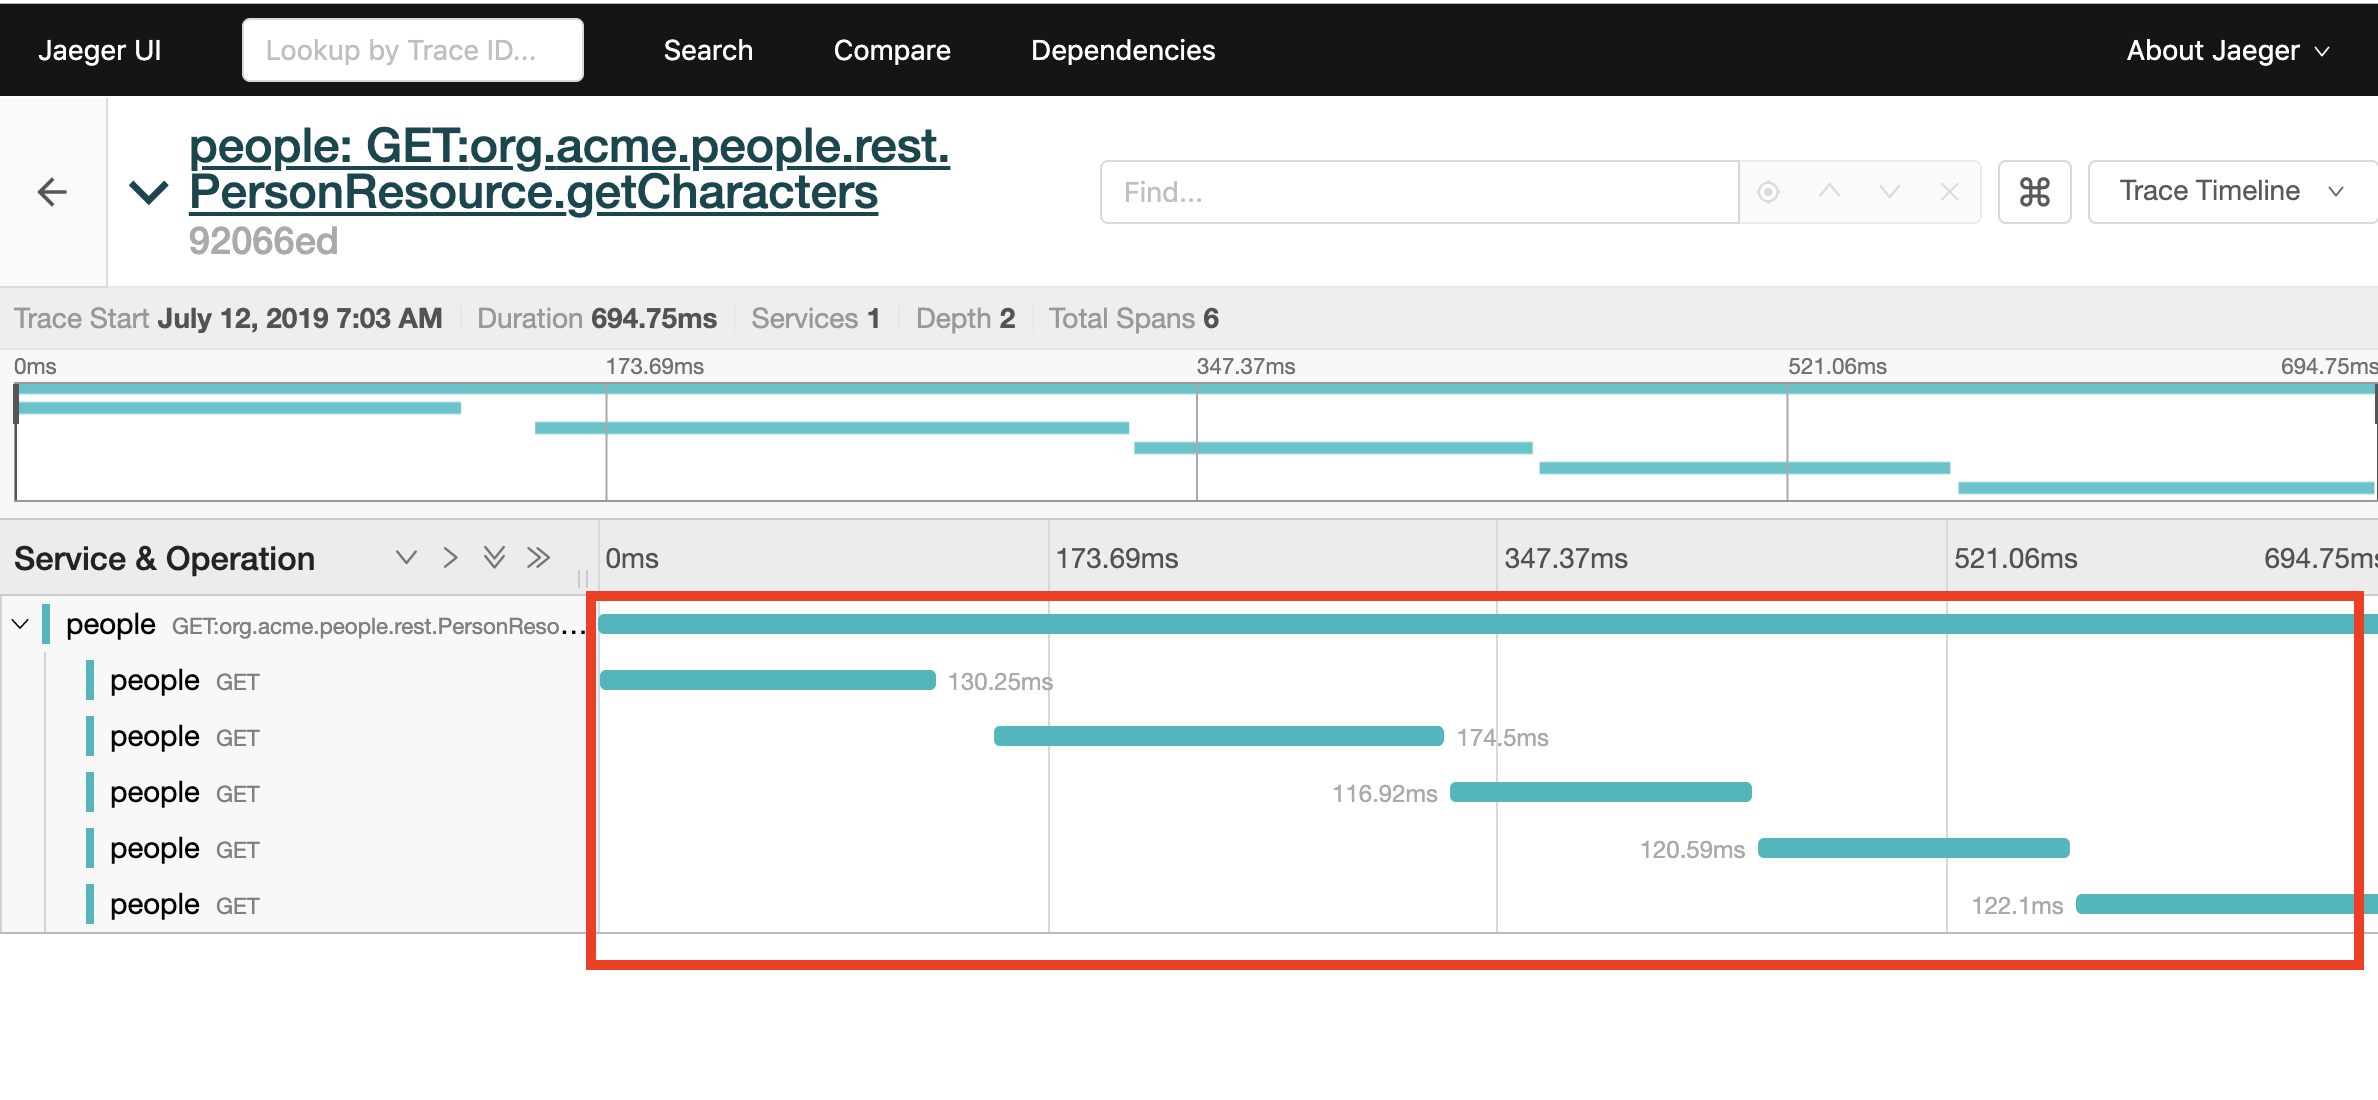 Jaeger UI
Lookup by Trace ID...
Search
Compare
Dependencies
About Jaeger
people: GET:org.acme.people.rest.
PersonResource.getCharacters
92066ed
Find...
Trace Timeline
Trace Start July 12, 2019 7:03 AM Duration 694.75ms Services 1 Depth 2 Total Spans 6
0ms 173.69ms 347.37ms 521.06ms 694.75ms
Service & Operation 0ms 173.69ms 347.37ms 521.06ms 694.75ms
people GET:org.acme.people.rest.PersonReso...
people GET 130.25ms
people GET 174.5ms
people GET 116.92ms
people GET 120.59ms
people GET 122.1ms